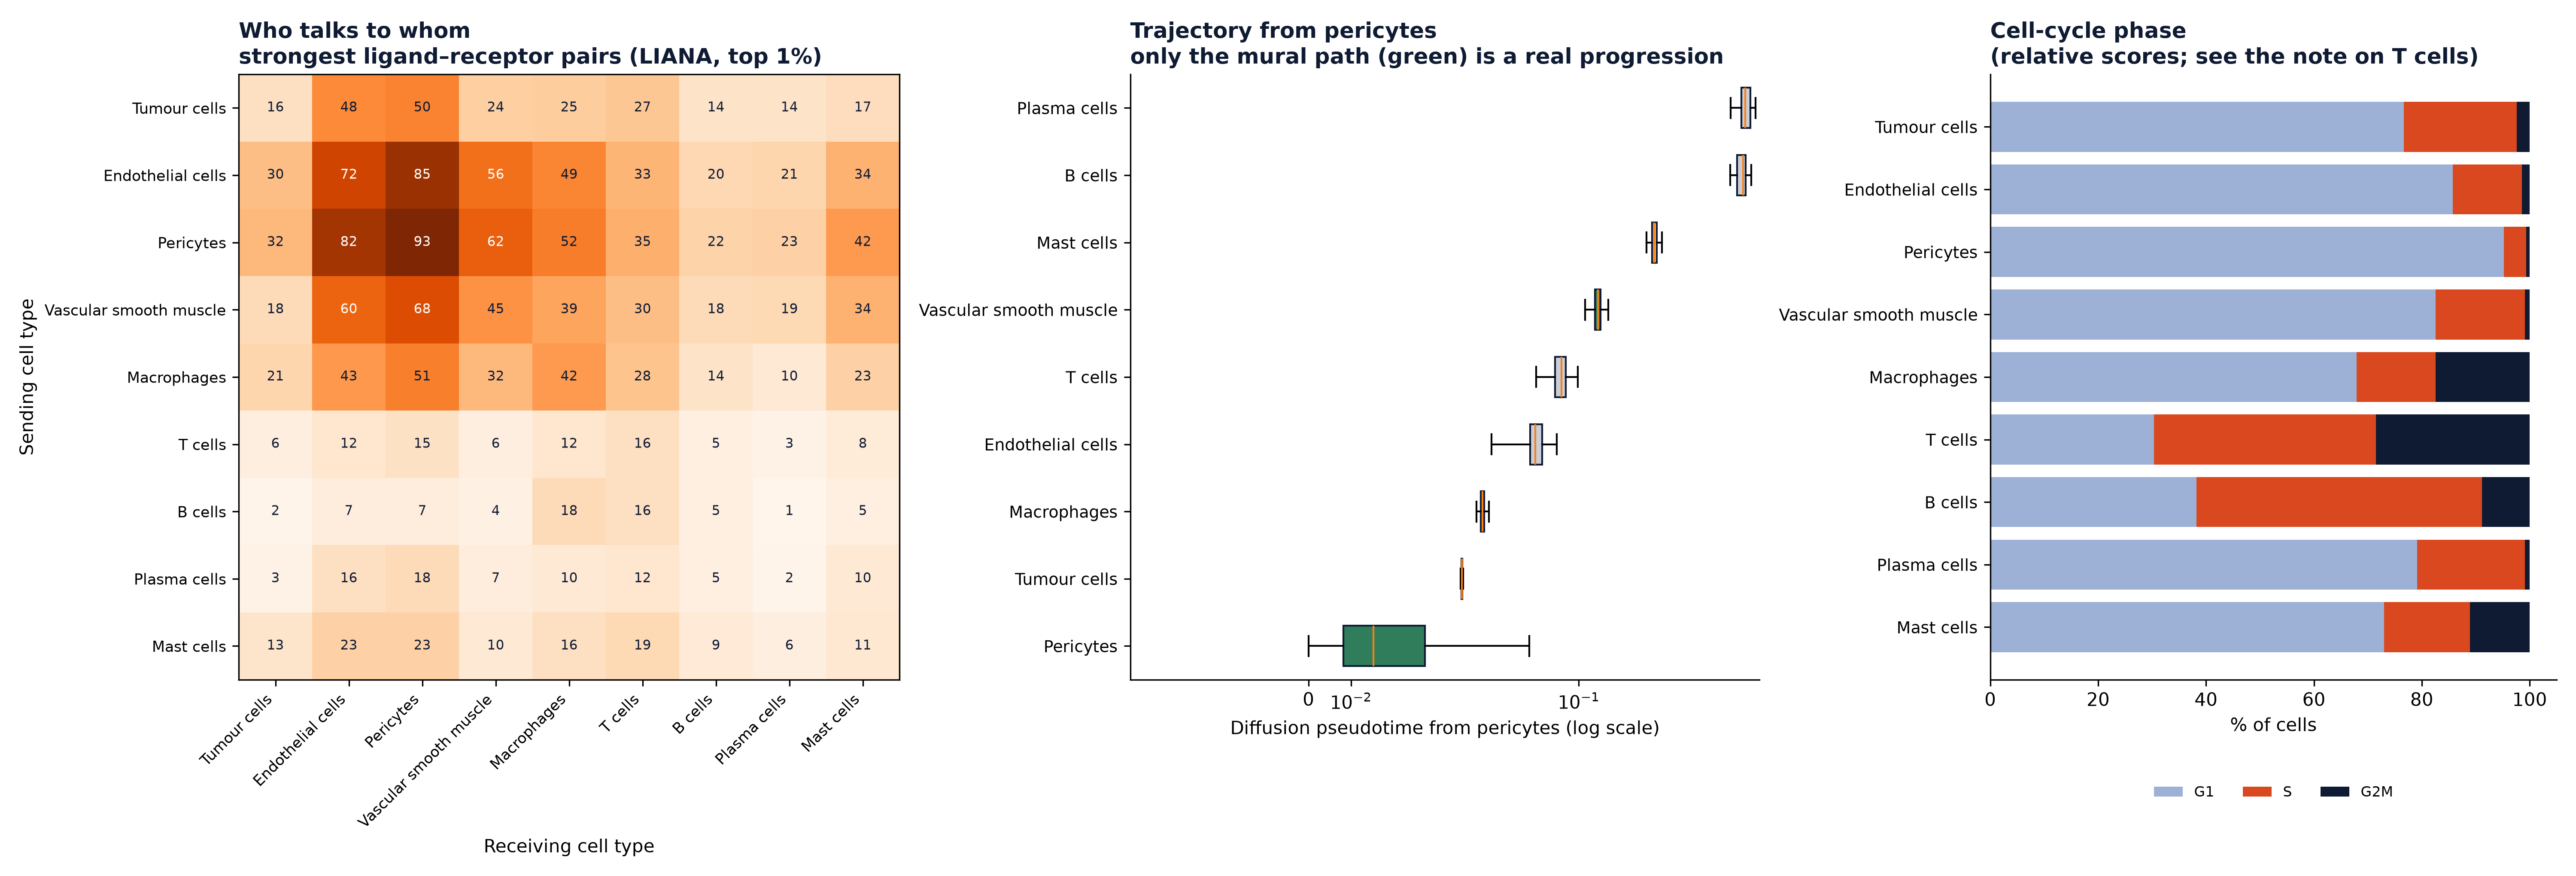 Who talks to whom
strongest ligand–receptor pairs (LIANA, top 1%)
Sending cell type
Tumour cells 16 48 50 24 25 27 14 14 17
Endothelial cells 30 72 85 56 49 33 20 21 34
Pericytes 32 82 93 62 52 35 22 23 42
Vascular smooth muscle 18 60 68 45 39 30 18 19 34
Macrophages 21 43 51 32 42 28 14 10 23
T cells 6 12 15 6 12 16 5 3 8
B cells 2 7 7 4 18 16 5 1 5
Plasma cells 3 16 18 7 10 12 5 2 10
Mast cells 13 23 23 10 16 19 9 6 11
Tumour cells
Endothelial cells
Pericytes
Vascular smooth muscle
Macrophages
T cells
B cells
Plasma cells
Mast cells
Receiving cell type
Trajectory from pericytes
only the mural path (green) is a real progression
Plasma cells
B cells
Mast cells
Vascular smooth muscle
T cells
Endothelial cells
Macrophages
Tumour cells
Pericytes
0 10⁻² 10⁻¹
Diffusion pseudotime from pericytes (log scale)
Cell-cycle phase
(relative scores; see the note on T cells)
Tumour cells
Endothelial cells
Pericytes
Vascular smooth muscle
Macrophages
T cells
B cells
Plasma cells
Mast cells
0 20 40 60 80 100
% of cells
G1 S G2M